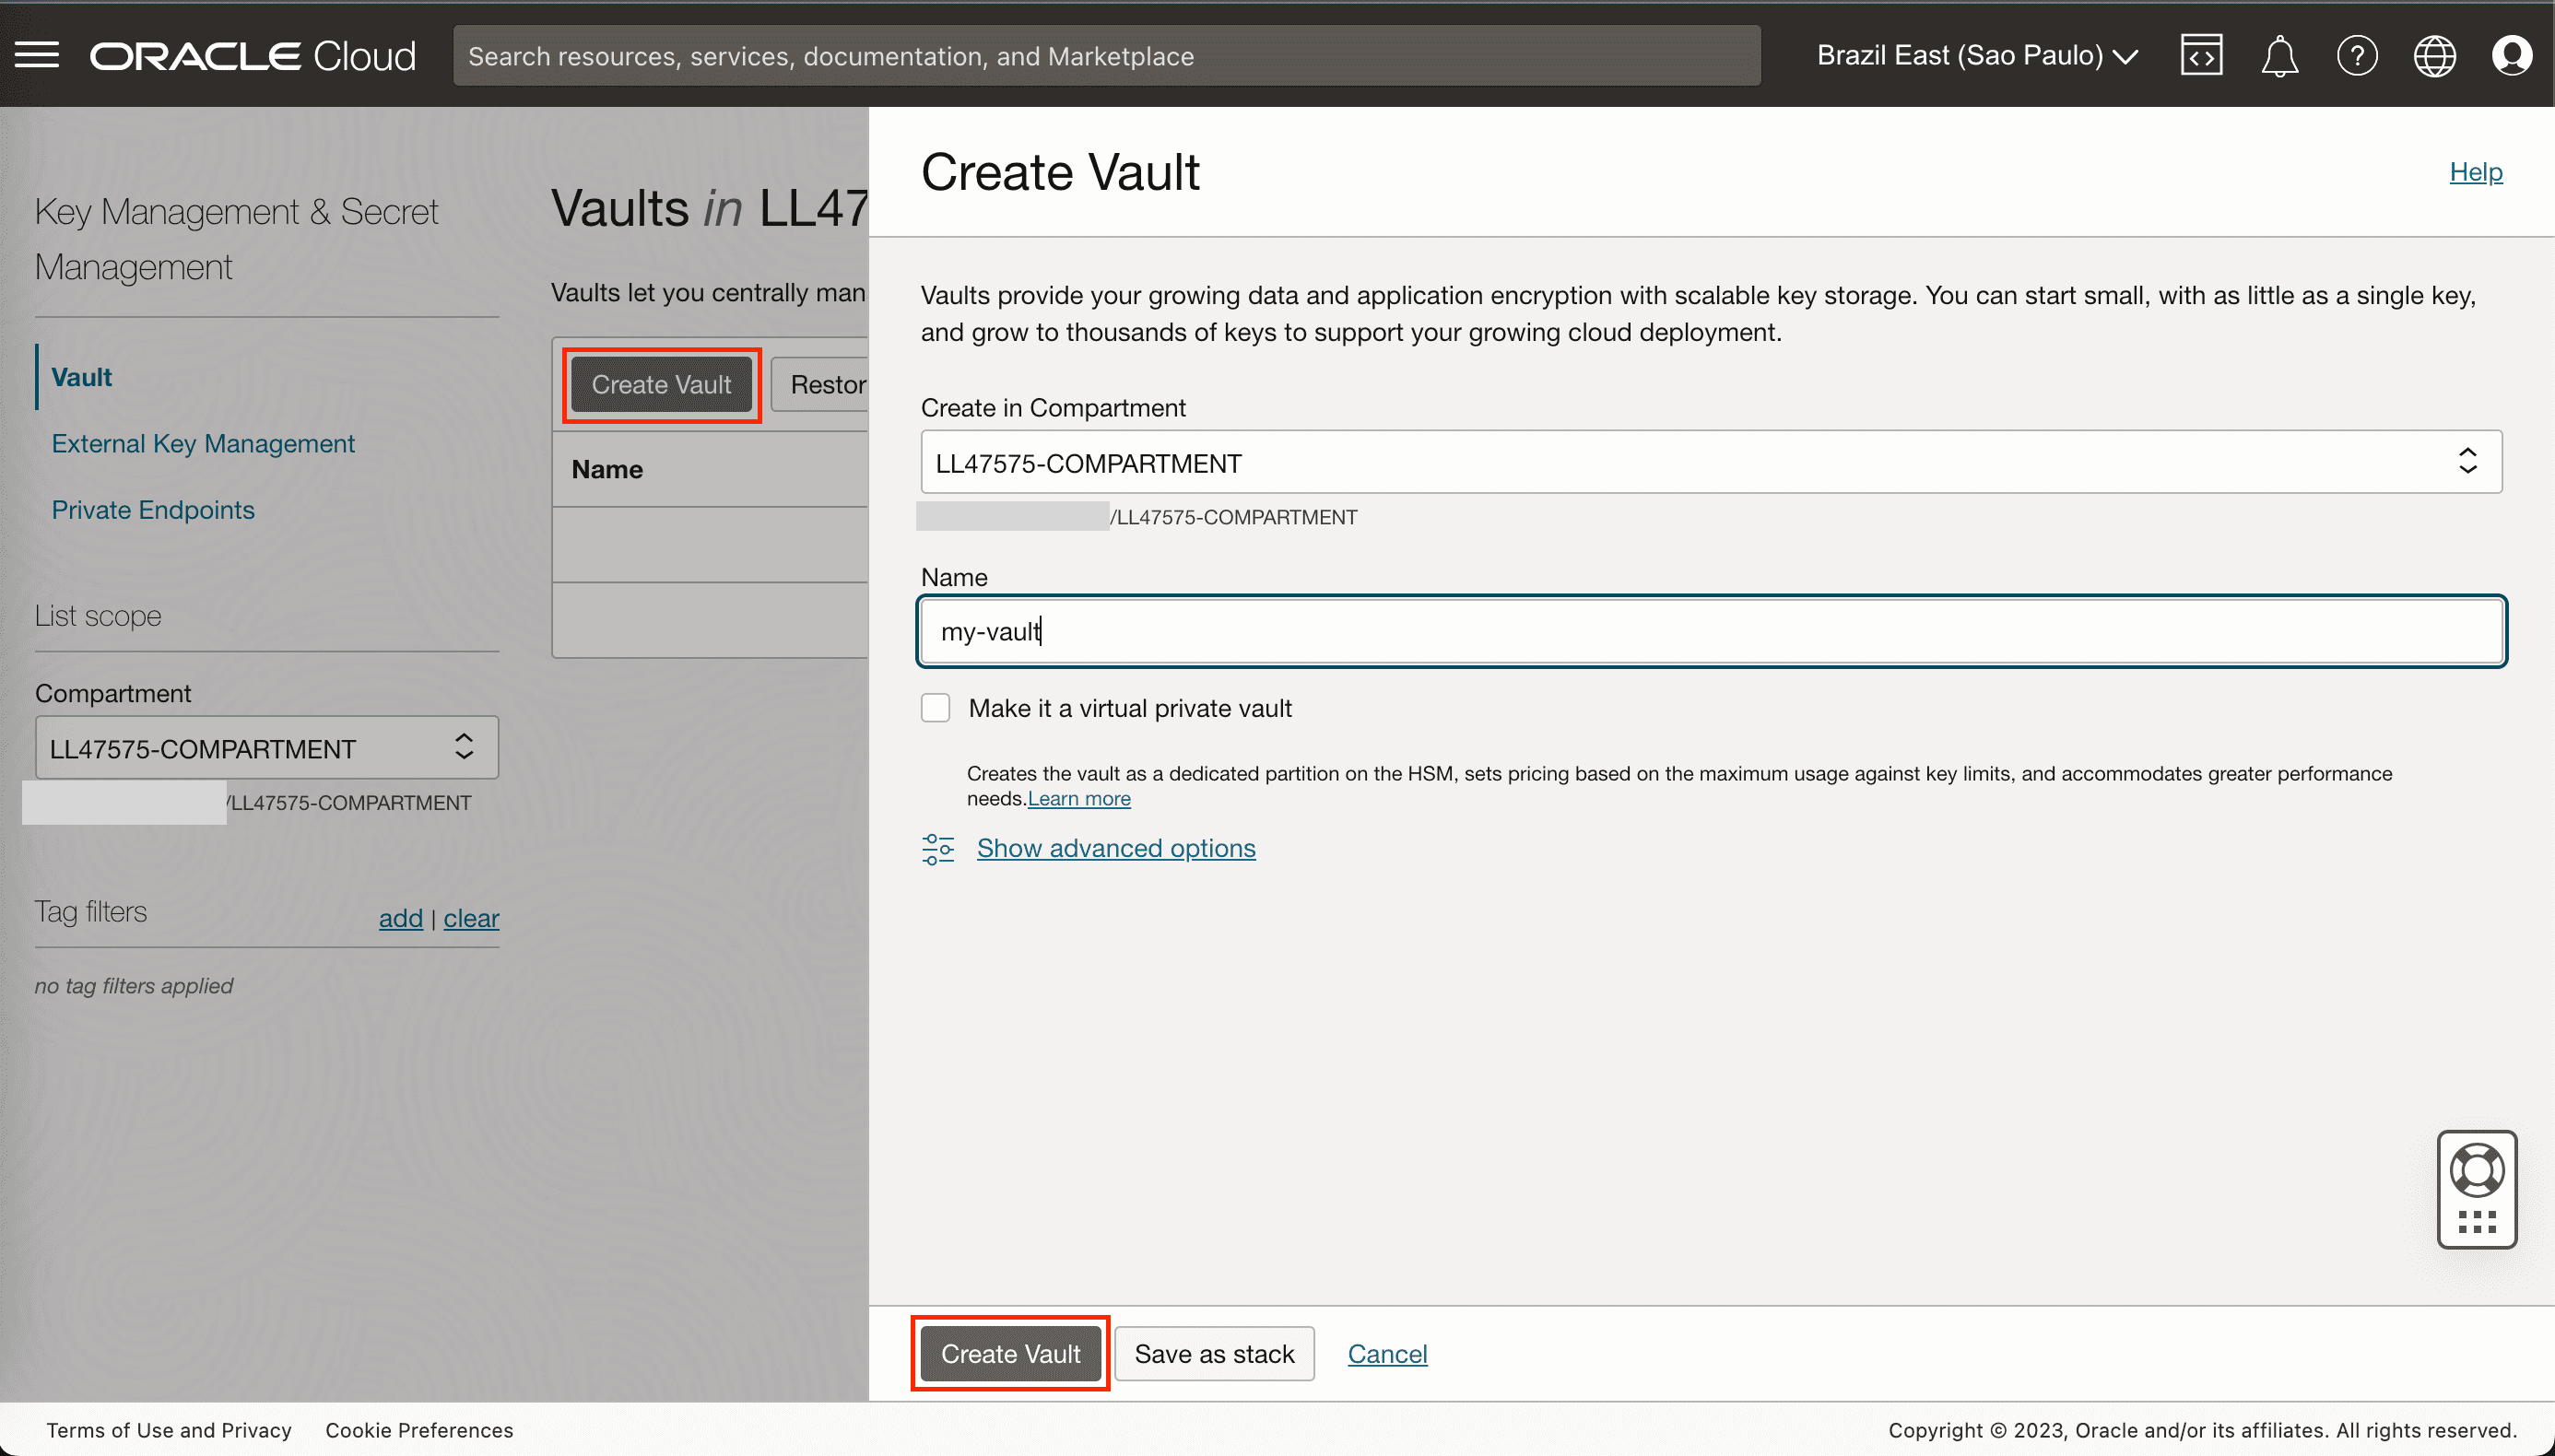 ORACLE Cloud
Search resources, services, documentation, and Marketplace
Brazil East (Sao Paulo)
Key Management & Secret
Management
Vault
External Key Management
Private Endpoints
List scope
Compartment
LL47575-COMPARTMENT
/LL47575-COMPARTMENT
Tag filters
add | clear
no tag filters applied
Vaults in LL47
Vaults let you centrally man
Create Vault
Restor
Name
Create Vault
Help
Vaults provide your growing data and application encryption with scalable key storage. You can start small, with as little as a single key,
and grow to thousands of keys to support your growing cloud deployment.
Create in Compartment
LL47575-COMPARTMENT
/LL47575-COMPARTMENT
Name
my-vault
Make it a virtual private vault
Creates the vault as a dedicated partition on the HSM, sets pricing based on the maximum usage against key limits, and accommodates greater performance
needs.Learn more
Show advanced options
Create Vault
Save as stack
Cancel
Terms of Use and Privacy
Cookie Preferences
Copyright © 2023, Oracle and/or its affiliates. All rights reserved.